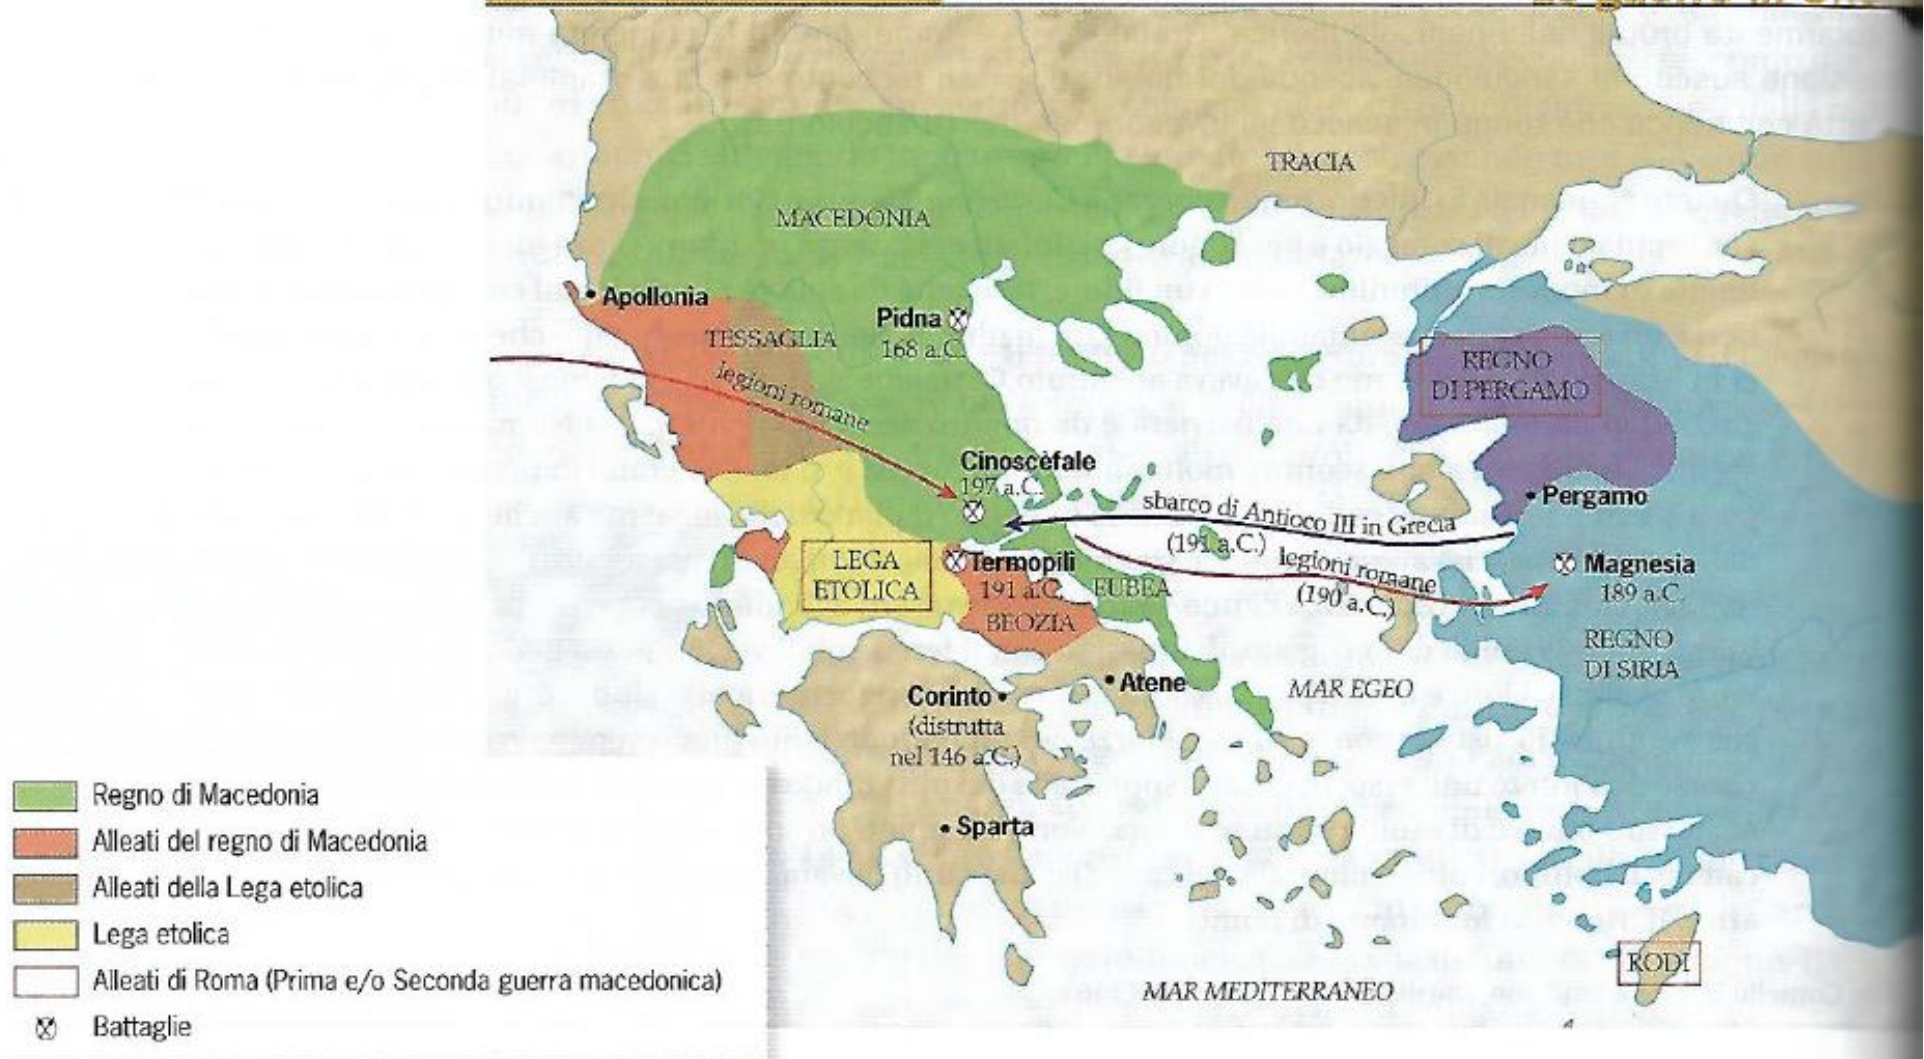 TRACIA
MACEDONIA
Apollonia
TESSAGLIA
Pidna
168 a.C.
legioni romane
REGNO
DI PERGAMO
Cinoscèfale
197 a.C.
Pergamo
sbarco di Antioco III in Grecia
(191 a.C.)
legioni romane
(190 a.C.)
Magnesia
189 a.C.
LEGA
ETOLICA
Termopili
191 a.C.
EUBEA
BEOZIA
REGNO
DI SIRIA
MAR EGEO
Atene
Corinto
(distrutta
nel 146 a.C.)
Sparta
RODI
MAR MEDITERRANEO
Regno di Macedonia
Alleati del regno di Macedonia
Alleati della Lega etolica
Lega etolica
Alleati di Roma (Prima e/o Seconda guerra macedonica)
Battaglie